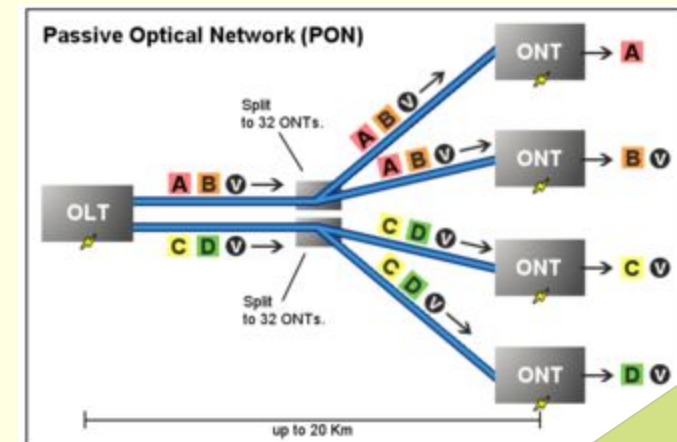 Passive Optical Network (PON)
ONT A
Split
to 32 ONTs.
A B V
A B V
ONT B V
A B V
OLT
C D V
C D V
C D V
ONT C V
Split
to 32 ONTs.
ONT D V
up to 20 Km